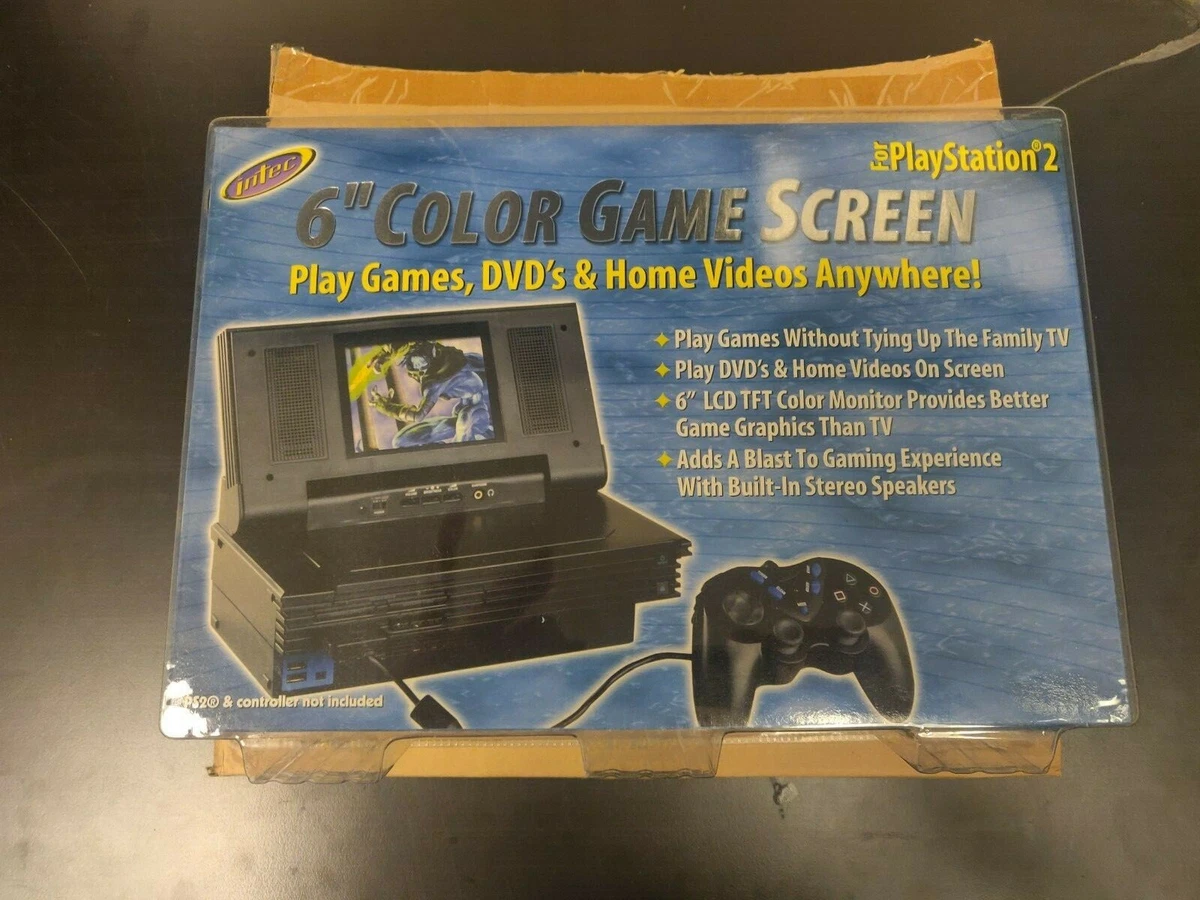 intec
For PlayStation®2
6" COLOR GAME SCREEN
Play Games, DVD's & Home Videos Anywhere!
Play Games Without Tying Up The Family TV
Play DVD's & Home Videos On Screen
6” LCD TFT Color Monitor Provides Better
Game Graphics Than TV
Adds A Blast To Gaming Experience
With Built-In Stereo Speakers
PS2® & controller not included